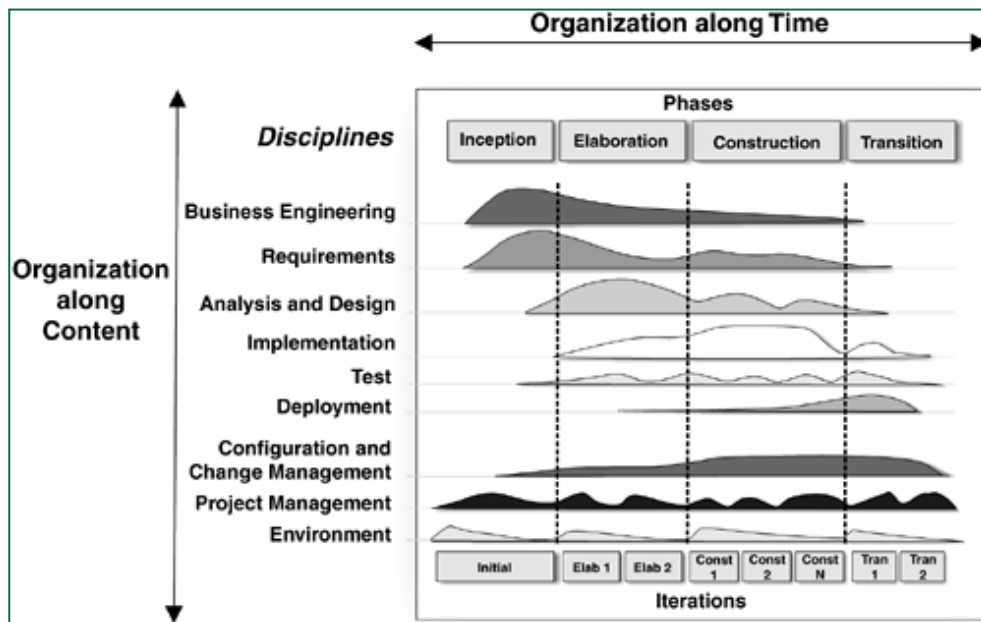 Organization along Time
Phases
Disciplines
Inception
Elaboration
Construction
Transition
Business Engineering
Requirements
Organization
along
Content
Analysis and Design
Implementation
Test
Deployment
Configuration and
Change Management
Project Management
Environment
Initial
Elab 1
Elab 2
Const
1
Const
2
Const
N
Tran
1
Tran
2
Iterations